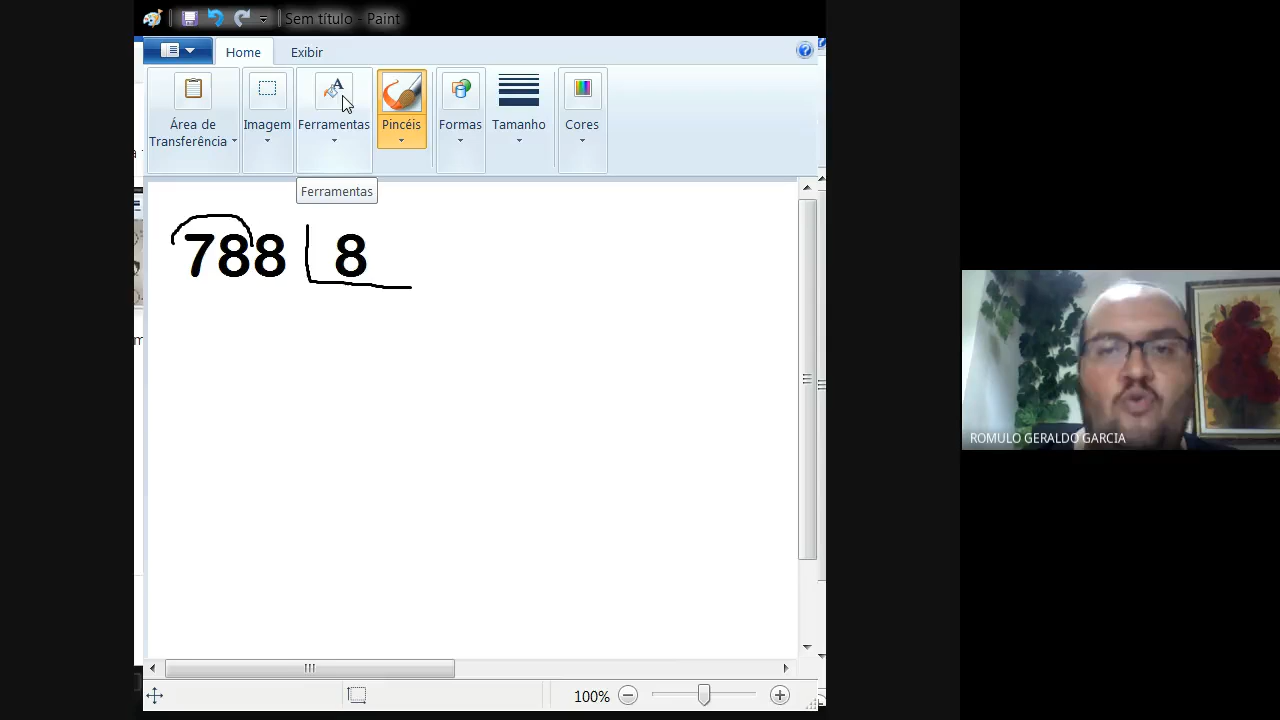 Sem título - Paint
Home Exibir
Área de Transferência Imagem Ferramentas Pincéis Formas Tamanho Cores
Ferramentas
788 8
ROMULO GERALDO GARCIA
100%